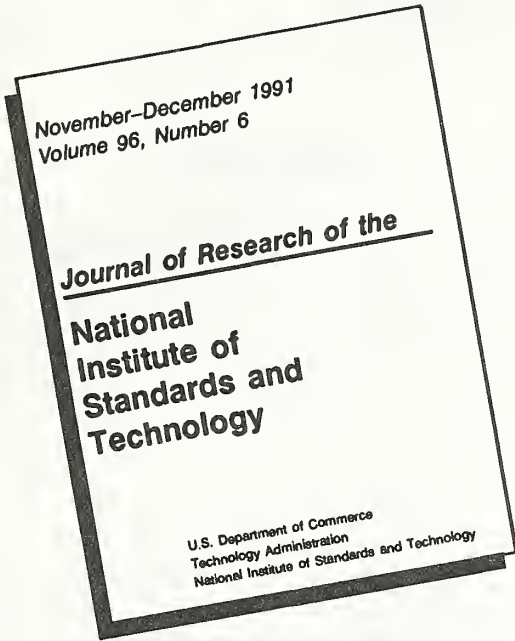 November–December 1991
Volume 96, Number 6
Journal of Research of the
National
Institute of
Standards and
Technology
U.S. Department of Commerce
Technology Administration
National Institute of Standards and Technology